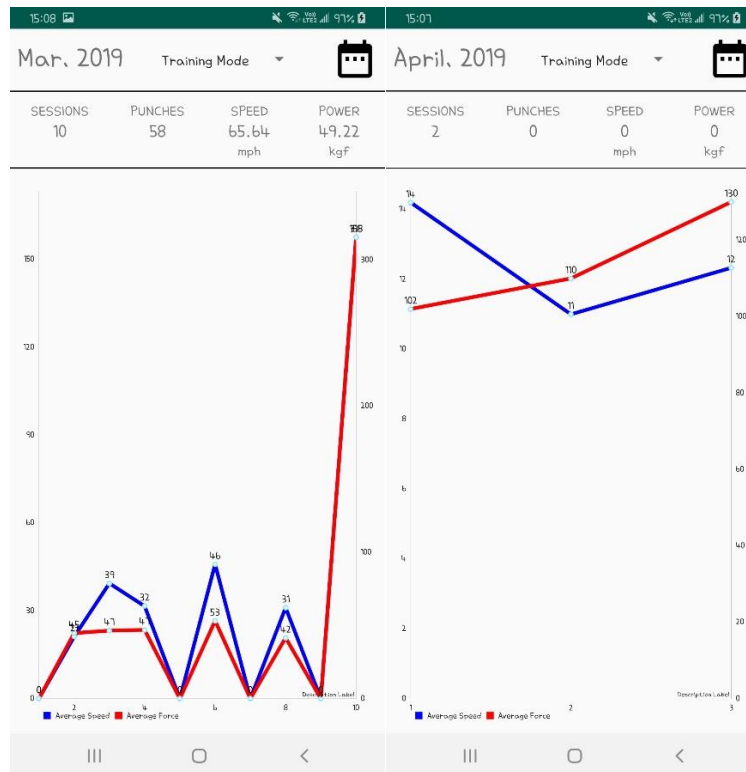 15:08 97%
Mar, 2019 Training Mode
SESSIONS PUNCHES SPEED POWER
10 58 65.64 49.22
mph kgf
150 300
120
200
90
60
46 100
39
32 31
30 53
45 47 42
0 0
2 4 6 8 10
Average Speed Average Force Description Label
15:07 97%
April, 2019 Training Mode
SESSIONS PUNCHES SPEED POWER
2 0 0 0
mph kgf
14 130
14
120
12 110 12
102 11 100
10
80
8
60
6
40
4
20
2
0 Description Label 0
1 2 3
Average Speed Average Force